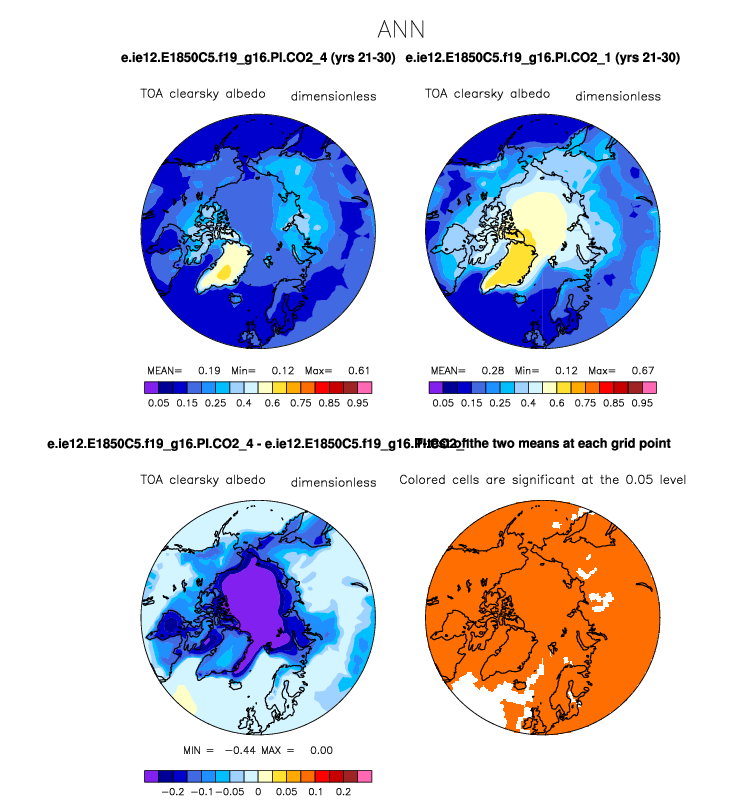 ANN
e.ie12.E1850C5.f19_g16.PI.CO2_4 (yrs 21-30) e.ie12.E1850C5.f19_g16.PI.CO2_1 (yrs 21-30)
TOA clearsky albedo dimensionless TOA clearsky albedo dimensionless
MEAN= 0.19 Min= 0.12 Max= 0.61 MEAN= 0.28 Min= 0.12 Max= 0.67
0.05 0.15 0.25 0.4 0.6 0.75 0.85 0.95 0.05 0.15 0.25 0.4 0.6 0.75 0.85 0.95
e.ie12.E1850C5.f19_g16.PI.CO2_4 - e.ie12.E1850C5.f19_g16.PI.CO2_1 T-test of the two means at each grid point
TOA clearsky albedo dimensionless Colored cells are significant at the 0.05 level
MIN = -0.44 MAX = 0.00
-0.2 -0.1 -0.05 0 0.05 0.1 0.2